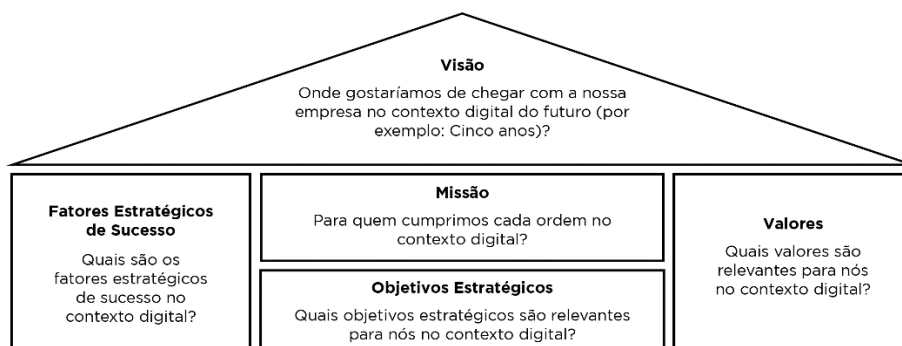 Visão
Onde gostaríamos de chegar com a nossa
empresa no contexto digital do futuro (por
exemplo: Cinco anos)?
Fatores Estratégicos
de Sucesso
Quais são os
fatores estratégicos
de sucesso no
contexto digital?
Missão
Para quem cumprimos cada ordem no
contexto digital?
Objetivos Estratégicos
Quais objetivos estratégicos são relevantes
para nós no contexto digital?
Valores
Quais valores são
relevantes para nós
no contexto digital?